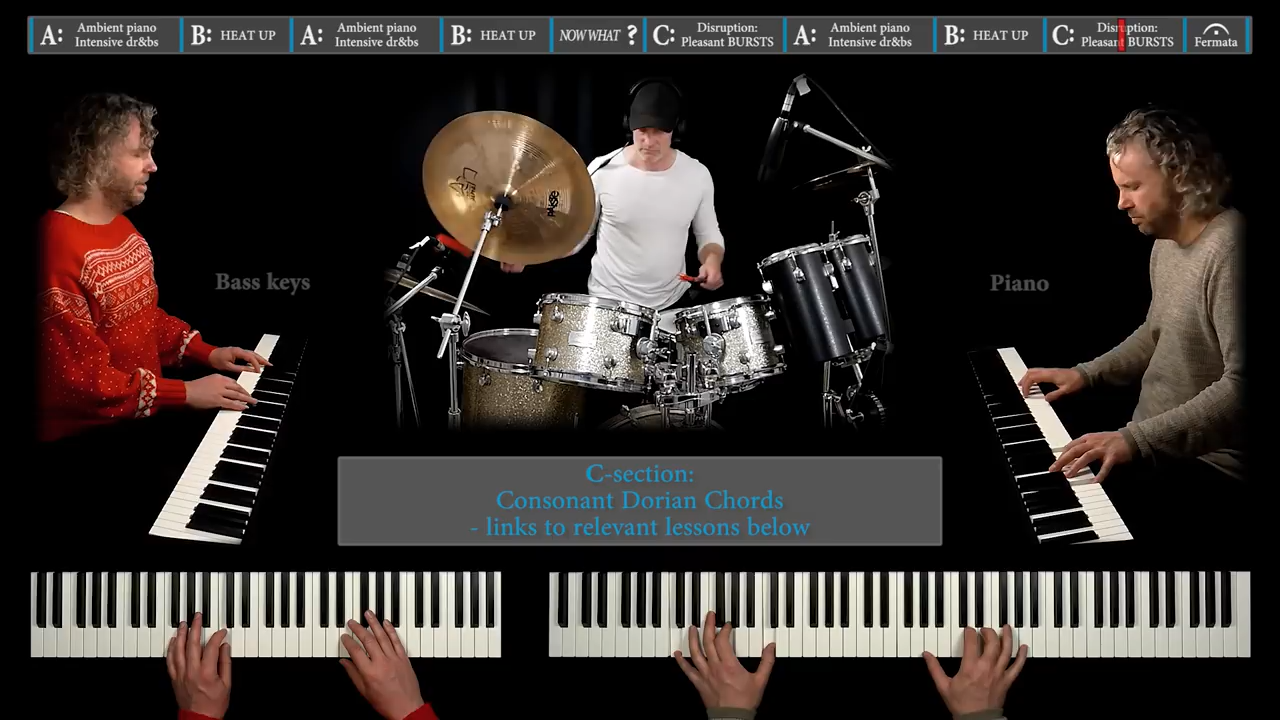 A: Ambient piano Intensive dr&bs
B: HEAT UP
A: Ambient piano Intensive dr&bs
B: HEAT UP
NOW WHAT ?
C: Disruption: Pleasant BURSTS
A: Ambient piano Intensive dr&bs
B: HEAT UP
C: Disruption: Pleasant BURSTS
Fermata
PAISTE
Bass keys
Piano
C-section:
Consonant Dorian Chords
- links to relevant lessons below